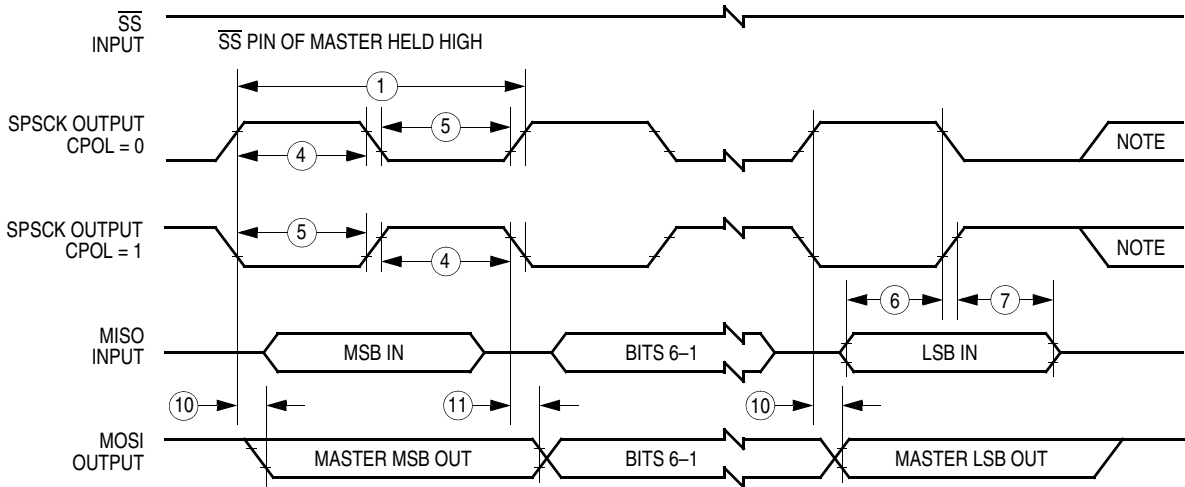 SS
INPUT
SS PIN OF MASTER HELD HIGH
1
SPSCK OUTPUT
CPOL = 0
5
4
NOTE
SPSCK OUTPUT
CPOL = 1
5
4
NOTE
6
7
MISO
INPUT
MSB IN
BITS 6–1
LSB IN
10
11
10
MOSI
OUTPUT
MASTER MSB OUT
BITS 6–1
MASTER LSB OUT